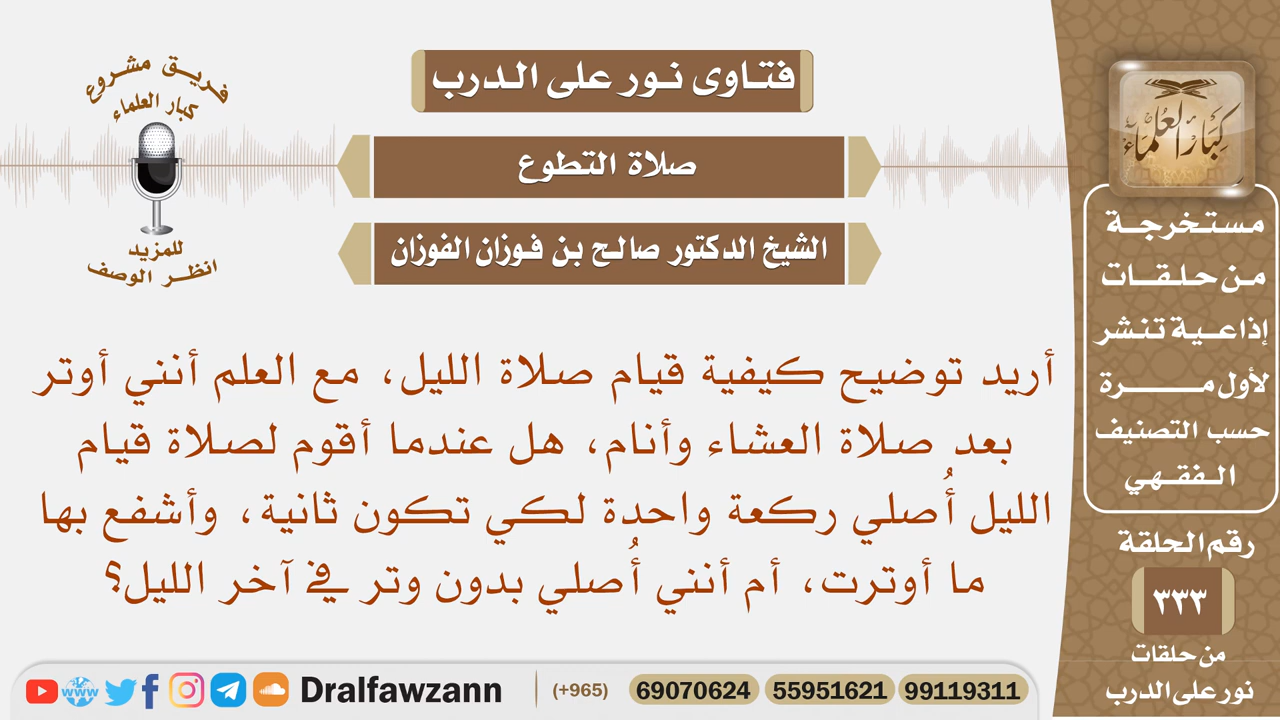 فتاوى نور على الدرب
صلاة التطوع
الشيخ الدكتور صالح بن فوزان الفوزان
فريق مشروع
كبار العلماء
للمزيد
انظر الوصف
أريد توضيح كيفية قيام صلاة الليل، مع العلم أنني أوتر
بعد صلاة العشاء وأنام، هل عندما أقوم لصلاة قيام
الليل أُصلي ركعة واحدة لكي تكون ثانية، وأشفع بها
ما أوترت، أم أنني أُصلي بدون وتر في آخر الليل؟
كِبَار العُلَمَاء
مستخرجة
من حلقات
إذاعية تنشر
لأول مرة
حسب التصنيف
الفقهي
رقم الحلقة
٣٣٣
من حلقات
نور على الدرب
www
Dralfawzann
(+965) 69070624 55951621 99119311